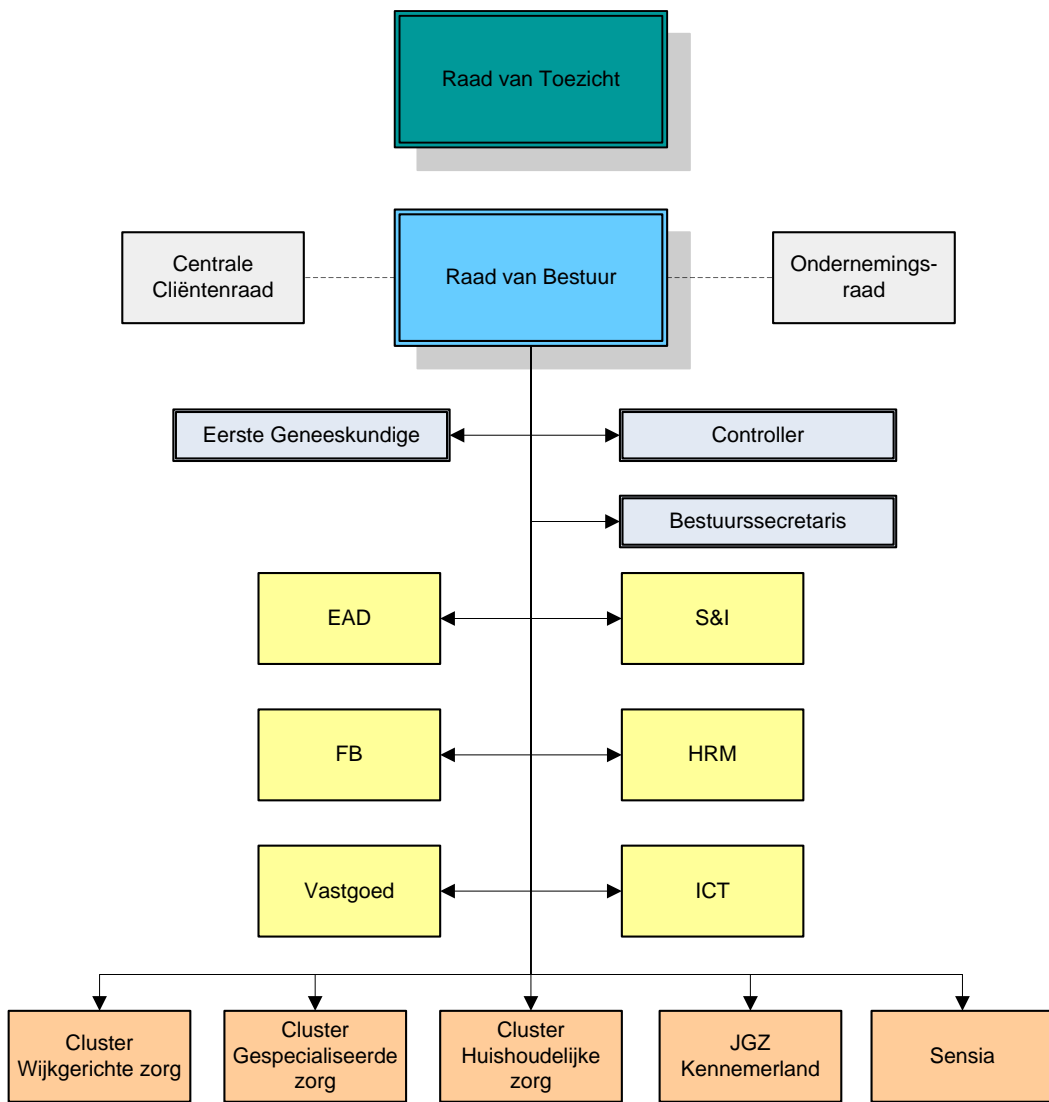 Raad van Toezicht
Centrale
Cliëntenraad
Raad van Bestuur
Ondernemings-
raad
Eerste Geneeskundige
Controller
Bestuurssecretaris
EAD
S&I
FB
HRM
Vastgoed
ICT
Cluster
Wijkgerichte zorg
Cluster
Gespecialiseerde
zorg
Cluster
Huishoudelijke
zorg
JGZ
Kennemerland
Sensia